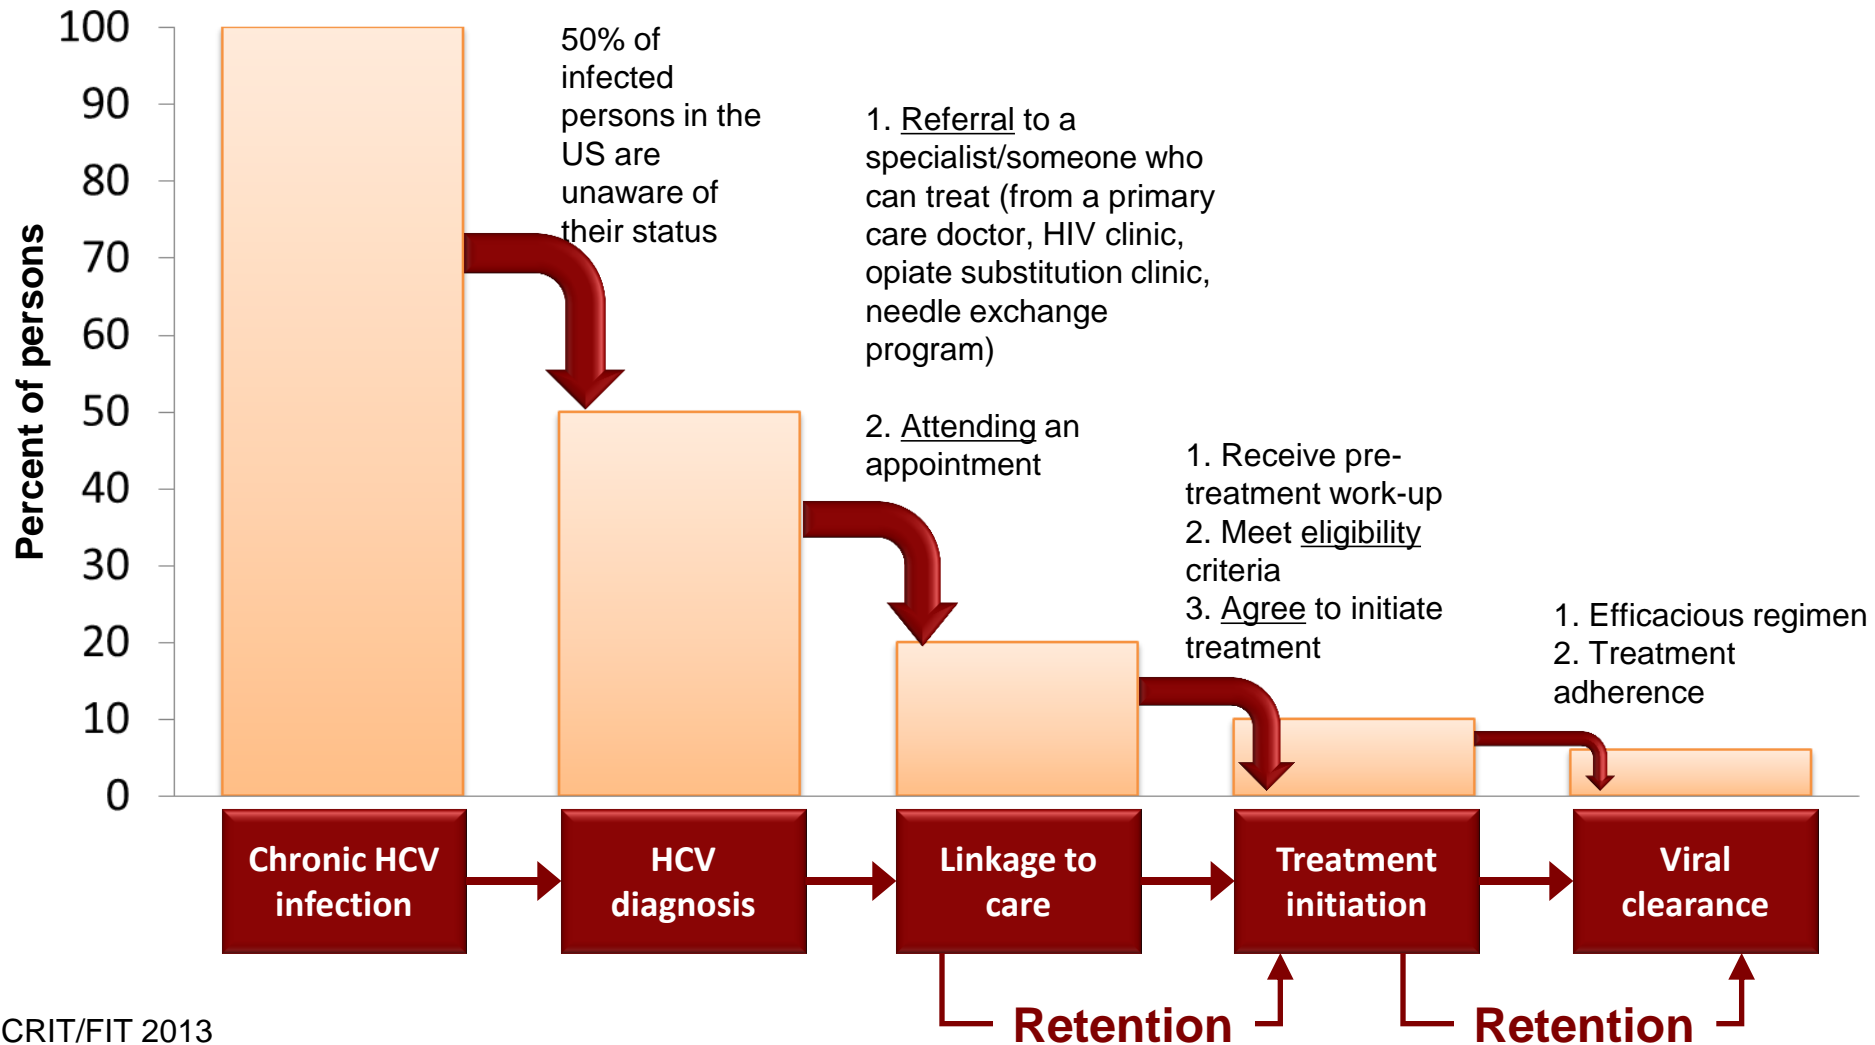 Percent of persons
100
90
80
70
60
50
40
30
20
10
0
50% of
infected
persons in the
US are
unaware of
their status
1. Referral to a
specialist/someone who
can treat (from a primary
care doctor, HIV clinic,
opiate substitution clinic,
needle exchange
program)
2. Attending an
appointment
1. Receive pre-
treatment work-up
2. Meet eligibility
criteria
3. Agree to initiate
treatment
1. Efficacious regimen
2. Treatment
adherence
Chronic HCV
infection
HCV
diagnosis
Linkage to
care
Treatment
initiation
Viral
clearance
Retention
Retention
CRIT/FIT 2013